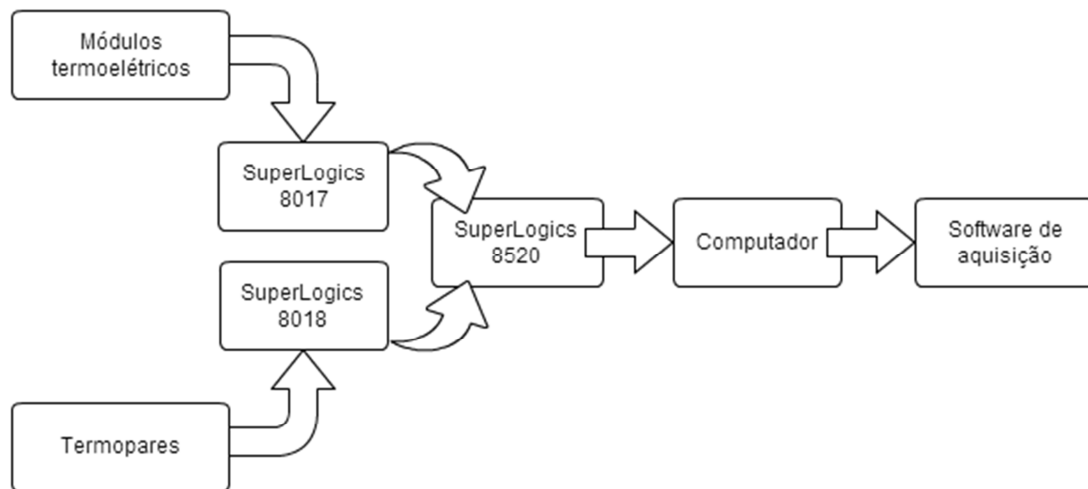 Módulos
termoelétricos
SuperLogics
8017
SuperLogics
8018
Termopares
SuperLogics
8520
Computador
Software de
aquisição